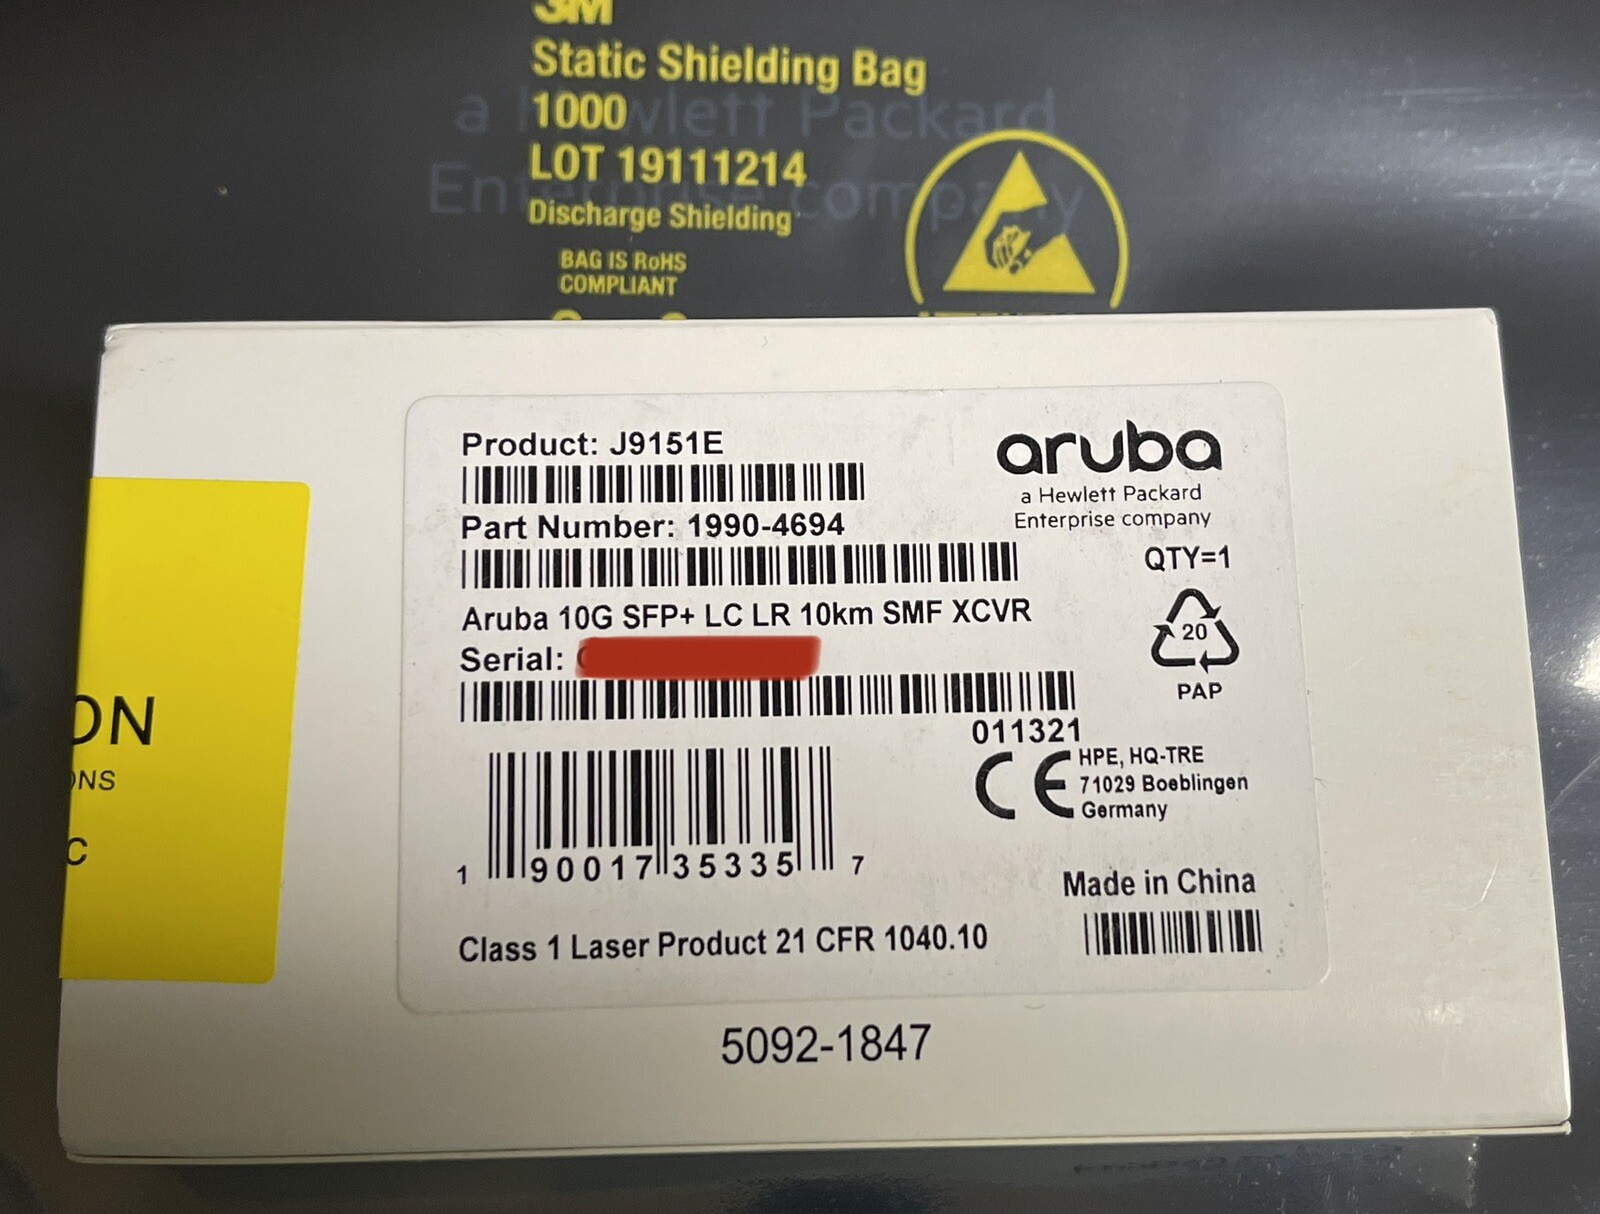 3M
Static Shielding Bag
1000
LOT 19111214
Discharge Shielding
BAG IS RoHS
COMPLIANT
a Hewlett Packard
Enterprise company
Product: J9151E
Part Number: 1990-4694
Aruba 10G SFP+ LC LR 10km SMF XCVR
Serial:
011321
1 90017 35335 7
Class 1 Laser Product 21 CFR 1040.10
aruba
a Hewlett Packard
Enterprise company
QTY=1
20
PAP
CE
HPE, HQ-TRE
71029 Boeblingen
Germany
Made in China
5092-1847
ON
NS
C